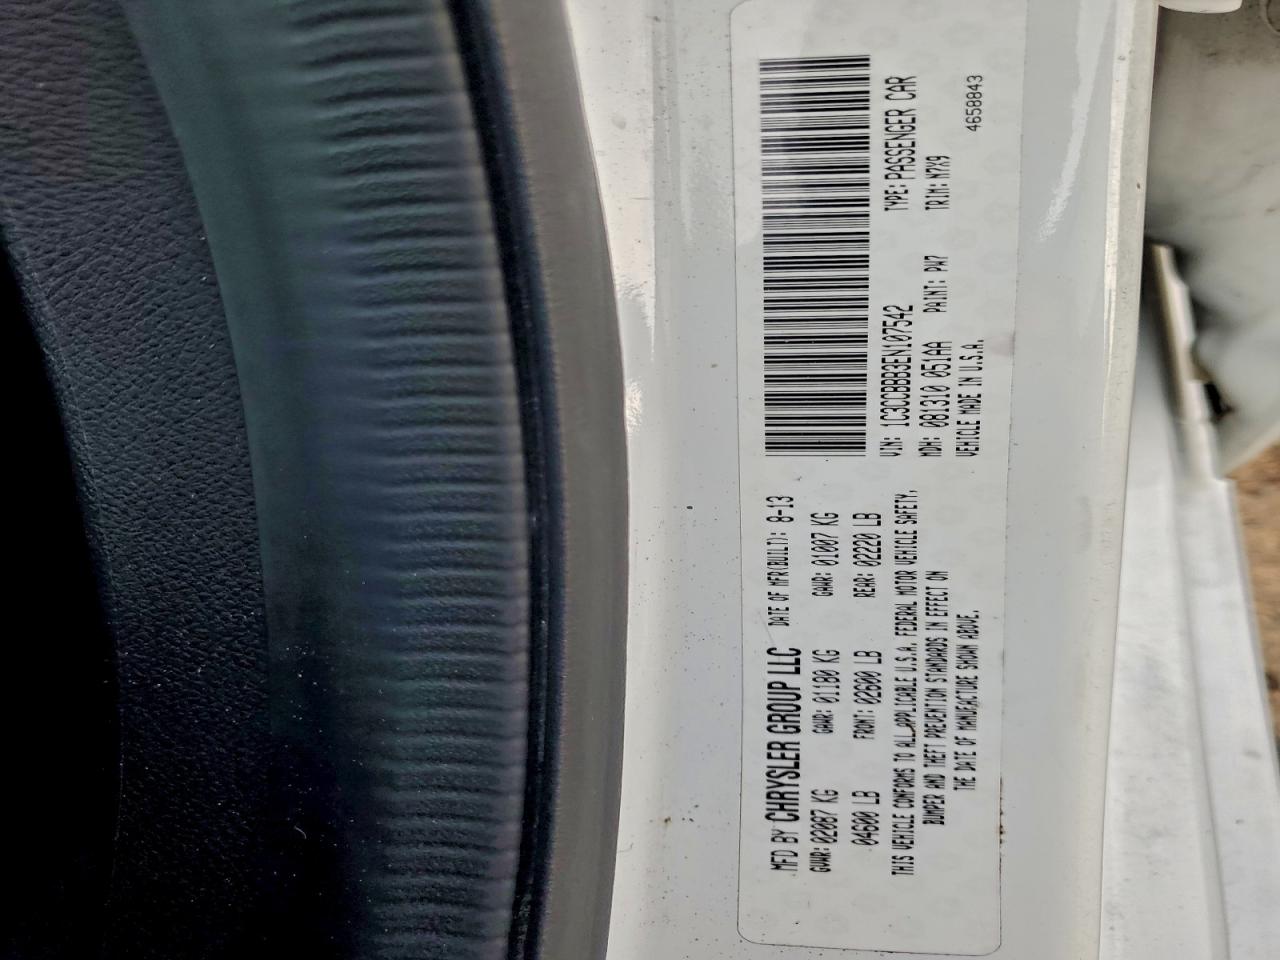 MFD BY CHRYSLER GROUP LLC DATE OF MFR(BUILT): 8-13
GVWR: 02087 KG GAWR: 01180 KG GAWR: 01007 KG
04600 LB FRONT: 02600 LB REAR: 02220 LB
THIS VEHICLE CONFORMS TO ALL APPLICABLE U.S.A. FEDERAL MOTOR VEHICLE SAFETY,
BUMPER AND THEFT PREVENTION STANDARDS IN EFFECT ON
THE DATE OF MANUFACTURE SHOWN ABOVE.
VIN: 1C3CCBBB3EN107542 TYPE: PASSENGER CAR
MDH: 081310 051AA PAINT: PW7 TRIM: M7X9
VEHICLE MADE IN U.S.A. 4658843